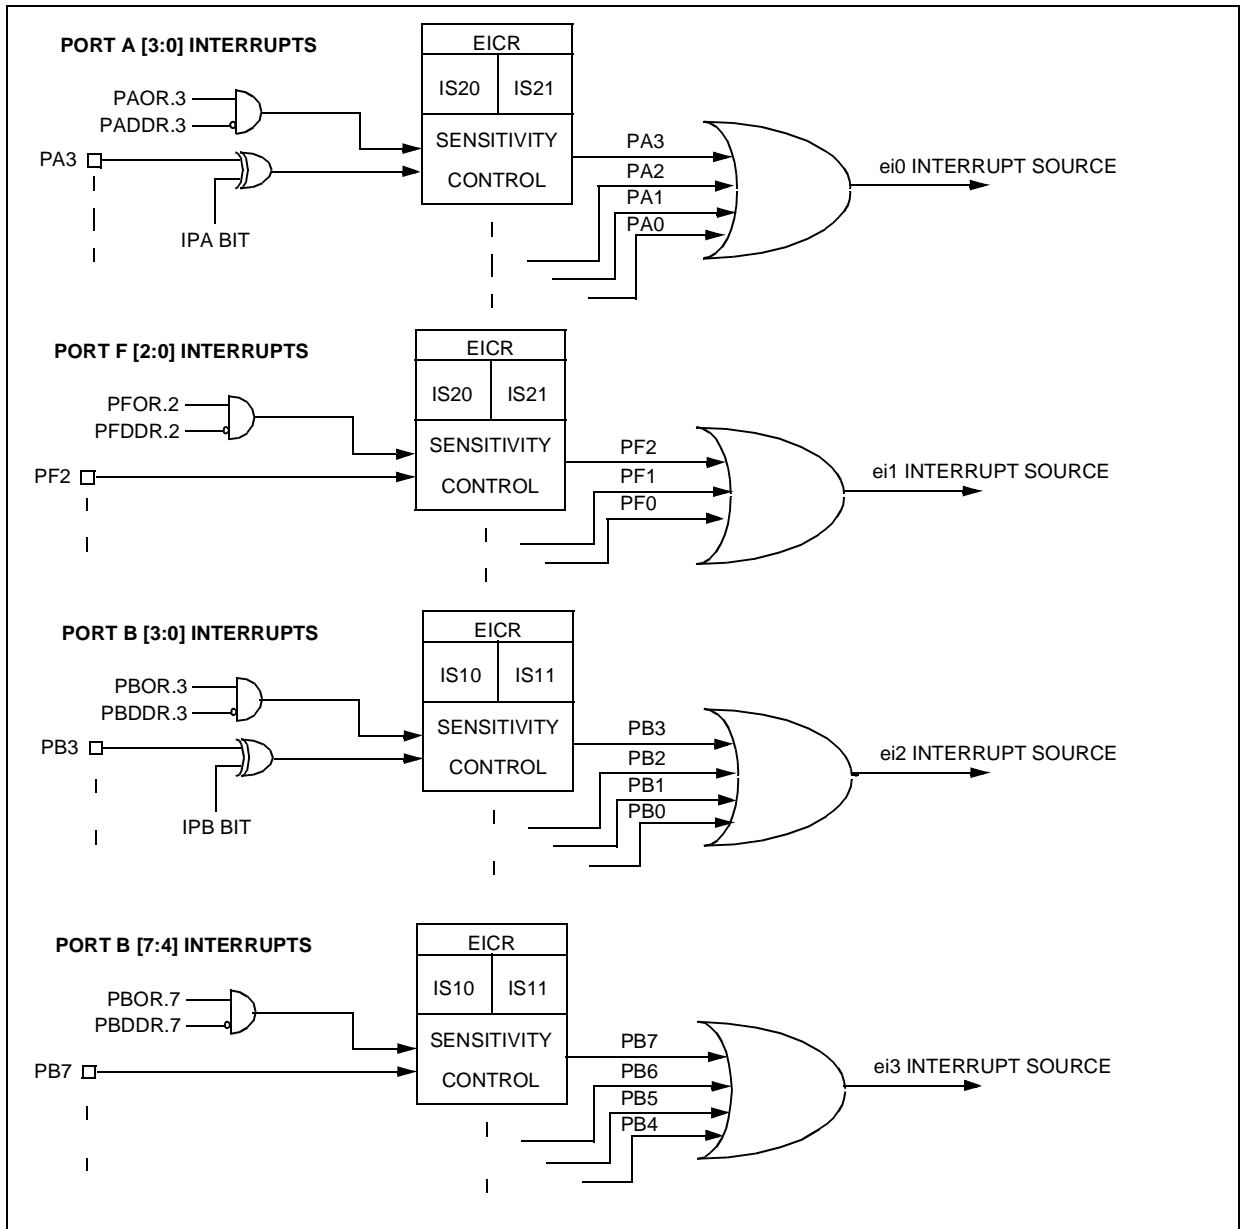 PORT A [3:0] INTERRUPTS
EICR
IS20 IS21
PAOR.3
PADDR.3
PA3
IPA BIT
SENSITIVITY
CONTROL
PA3
PA2
PA1
PA0
ei0 INTERRUPT SOURCE
PORT F [2:0] INTERRUPTS
EICR
IS20 IS21
PFOR.2
PFDDR.2
PF2
SENSITIVITY
CONTROL
PF2
PF1
PF0
ei1 INTERRUPT SOURCE
PORT B [3:0] INTERRUPTS
EICR
IS10 IS11
PBOR.3
PBDDR.3
PB3
IPB BIT
SENSITIVITY
CONTROL
PB3
PB2
PB1
PB0
ei2 INTERRUPT SOURCE
PORT B [7:4] INTERRUPTS
EICR
IS10 IS11
PBOR.7
PBDDR.7
PB7
SENSITIVITY
CONTROL
PB7
PB6
PB5
PB4
ei3 INTERRUPT SOURCE